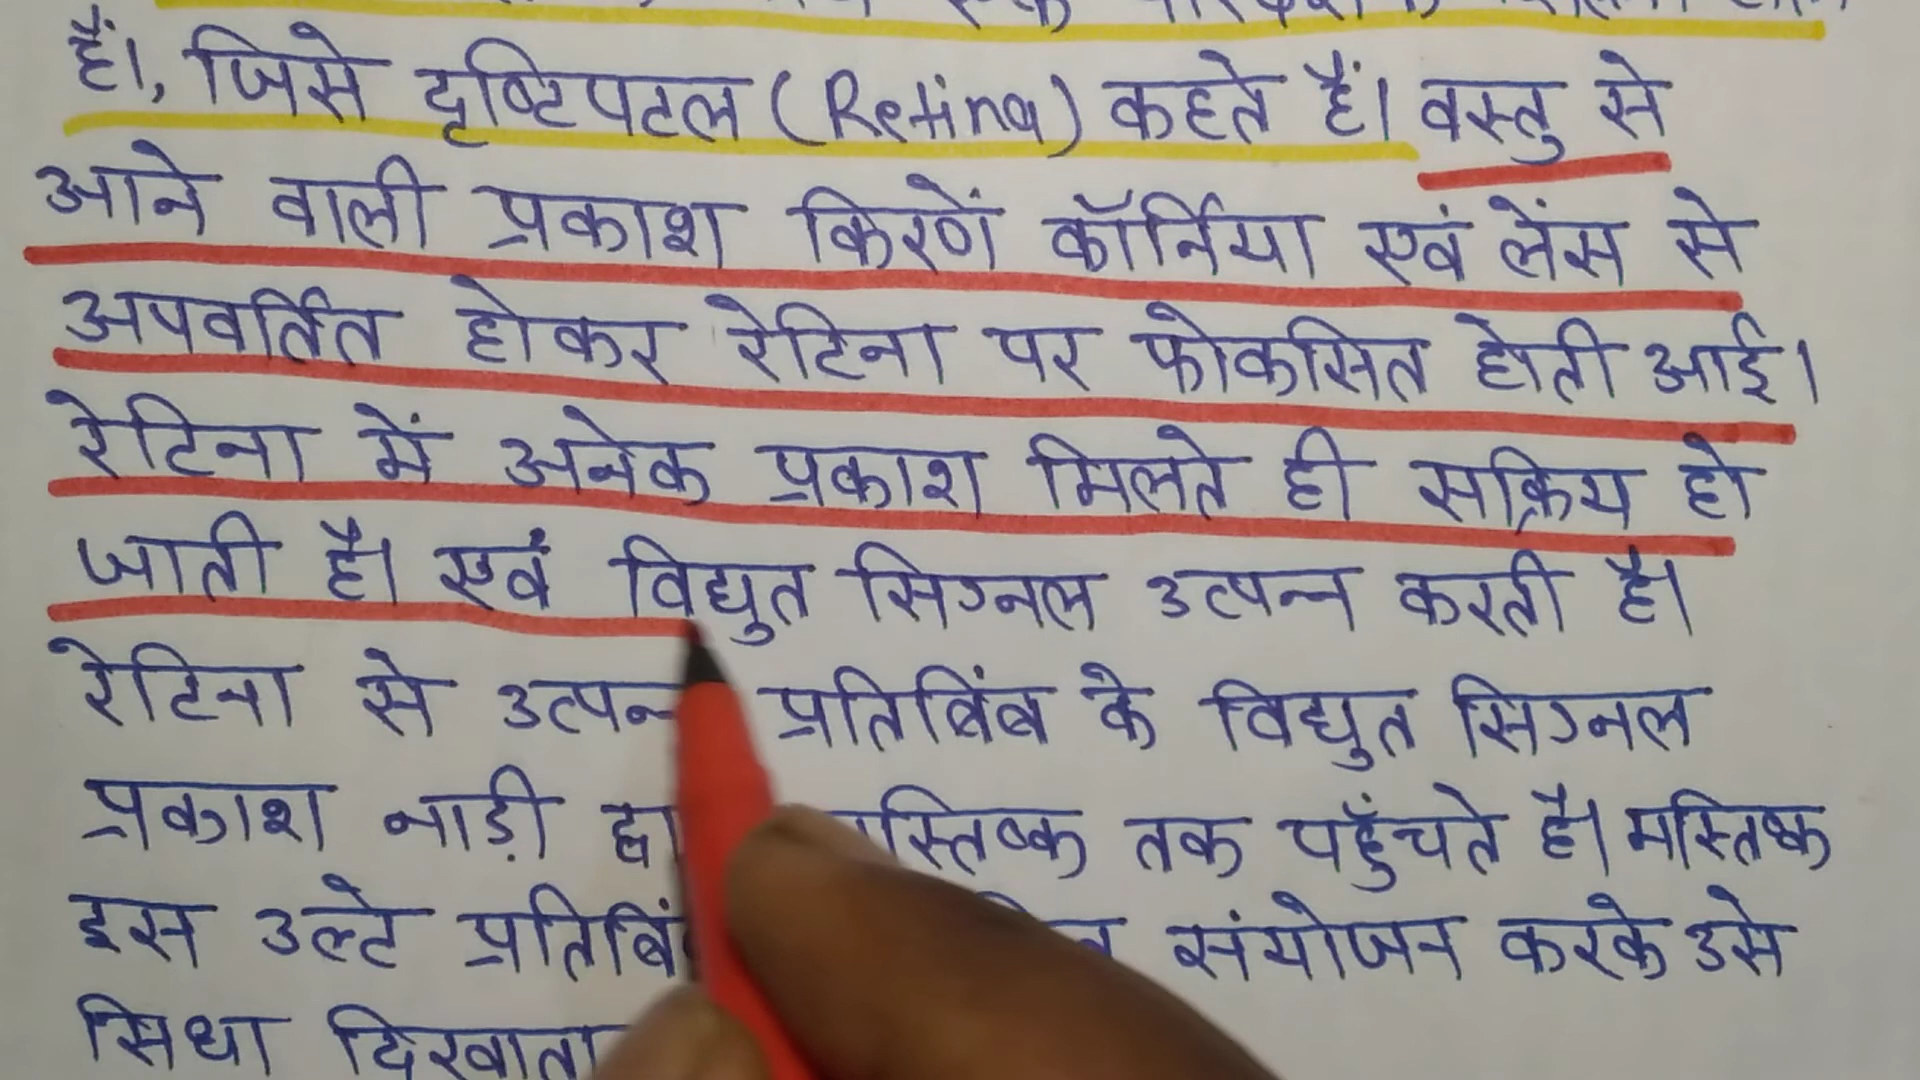 हैं।, जिसे दृष्टिपटल (Retina) कहते हैं। वस्तु से
आने वाली प्रकाश किरणें कॉर्निया एवं लेंस से
अपवर्तित होकर रेटिना पर फोकसित होती आई।
रेटिना में अनेक प्रकाश मिलते ही सक्रिय हो
जाती है। एवं विद्युत सिग्नल उत्पन्न करती है।
रेटिना से उत्पन्न प्रतिबिंब के विद्युत सिग्नल
प्रकाश नाड़ी तक पहुँचते है। मस्तिष्क
इस उल्टे संयोजन करके उसे
सिधा दिखाता